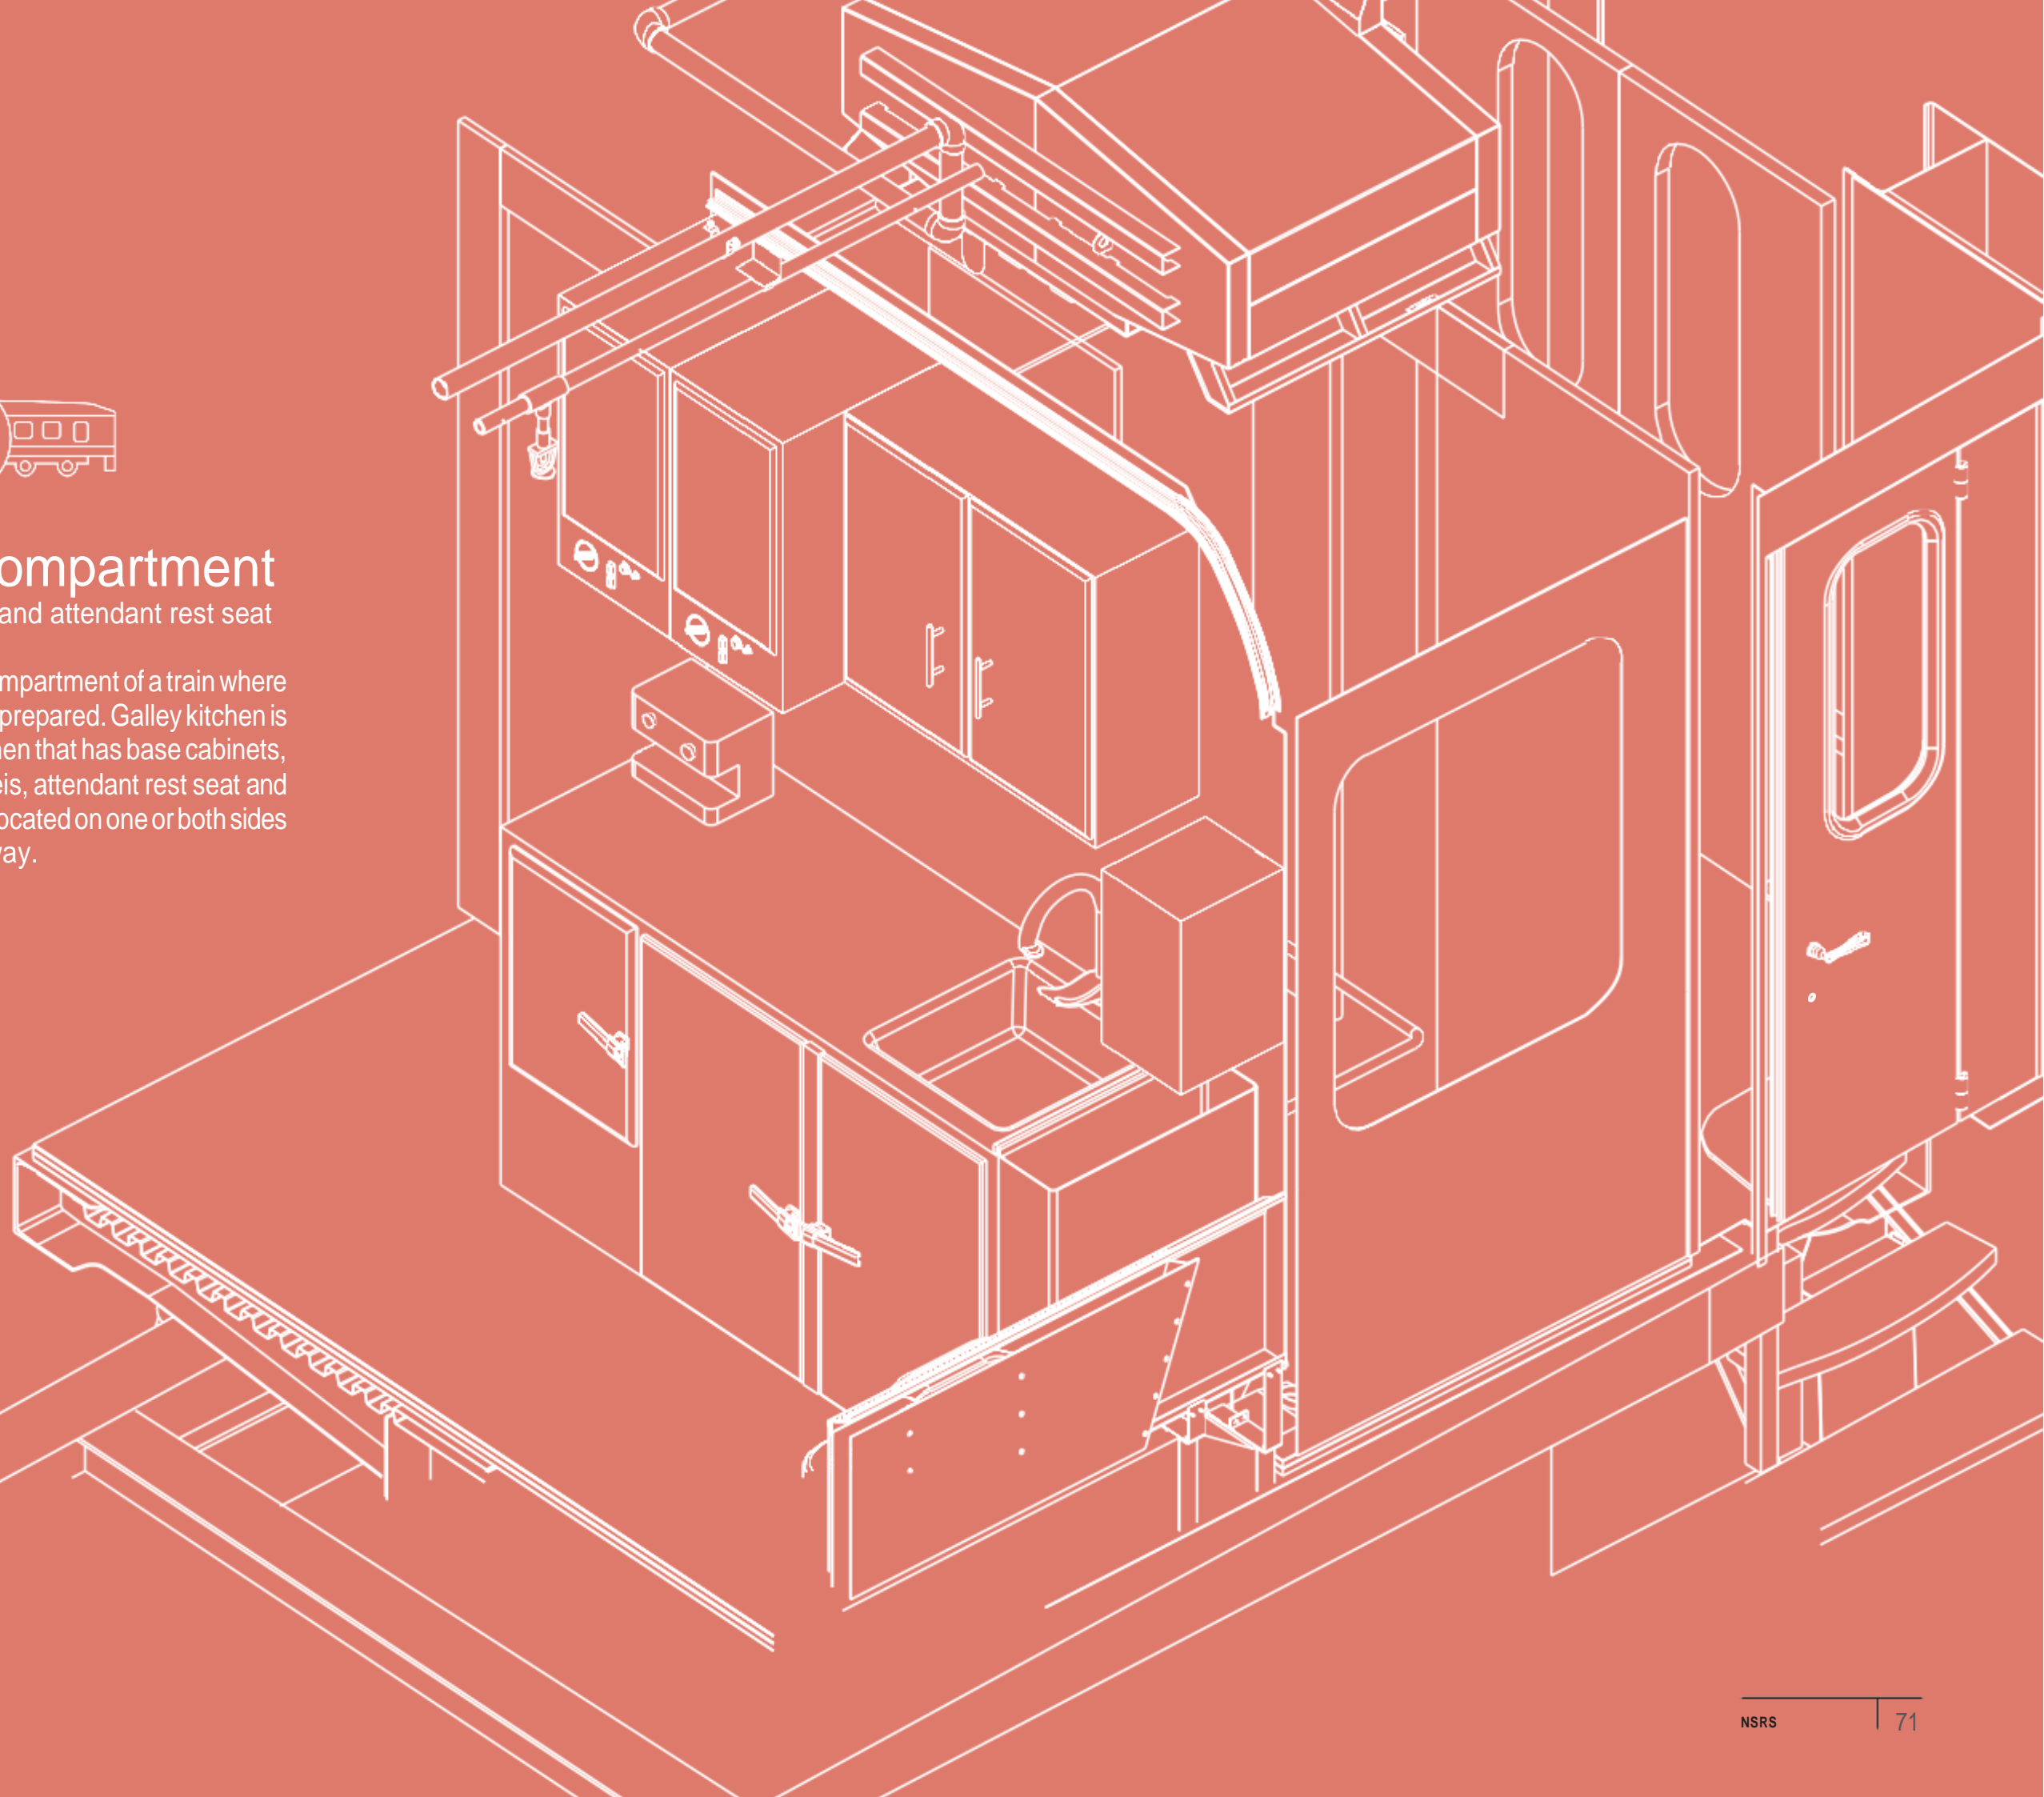 ompartment
and attendant rest seat
mpartment of a train where
prepared. Galley kitchen is
hen that has base cabinets,
eis, attendant rest seat and
ocated on one or both sides
way.
NSRS 71